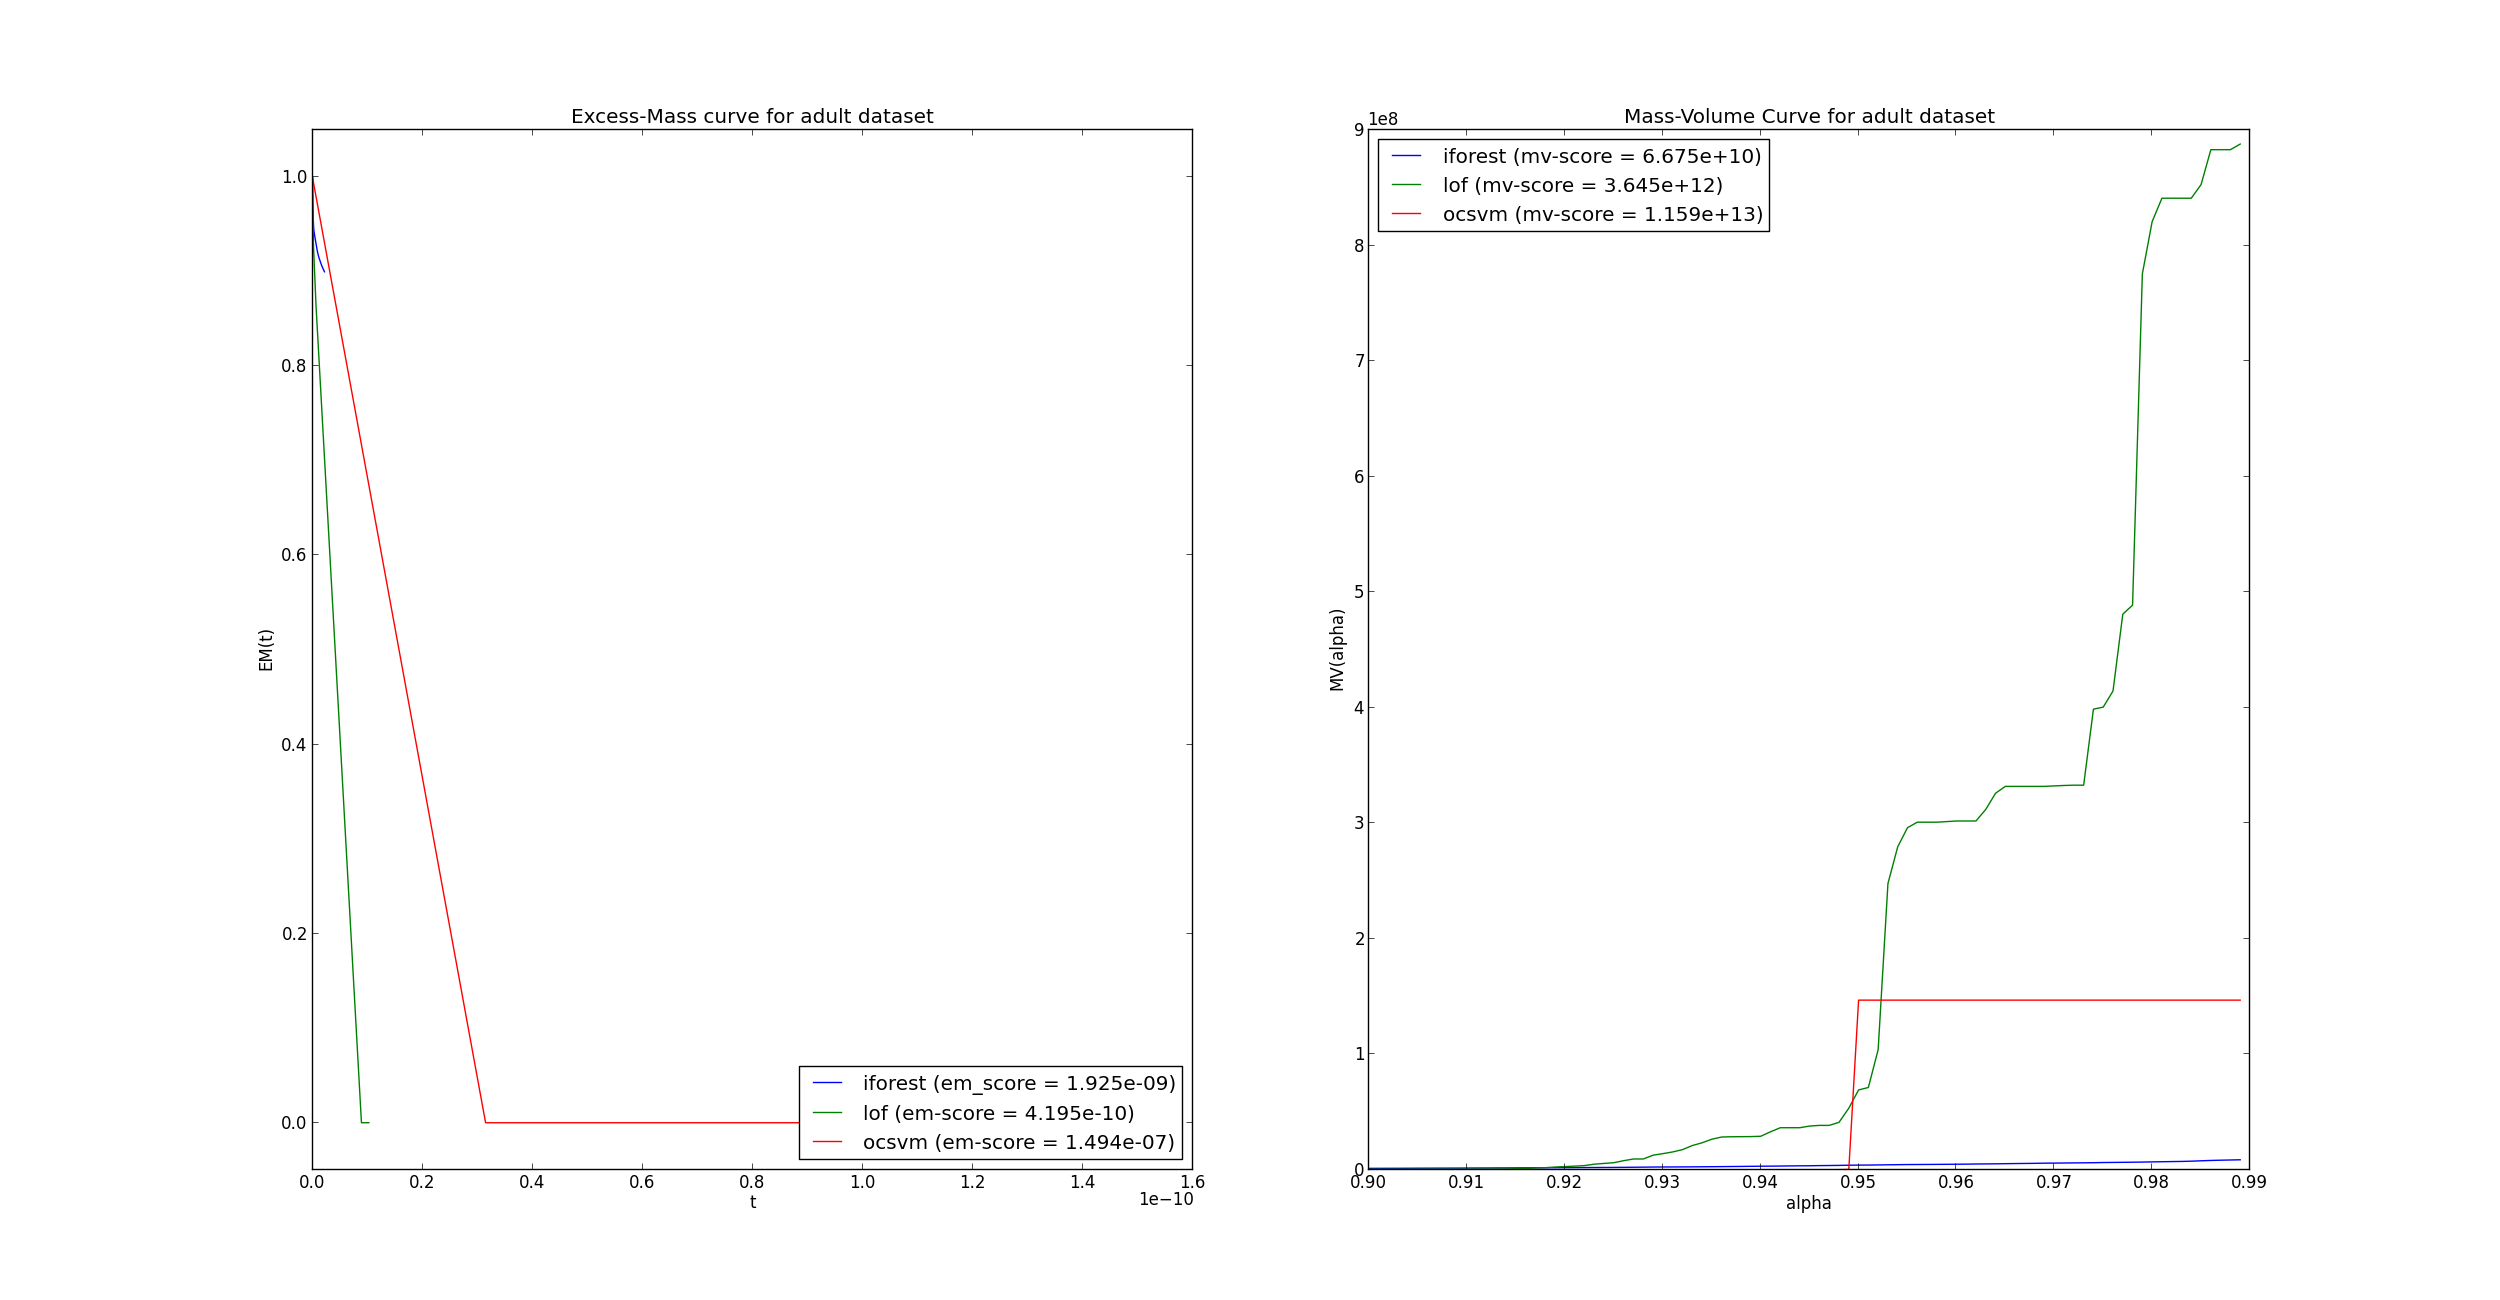 Excess-Mass curve for adult dataset
1.0
0.8
0.6
0.4
0.2
0.0
EM(t)
iforest (em_score = 1.925e-09)
lof (em-score = 4.195e-10)
ocsvm (em-score = 1.494e-07)
0.0 0.2 0.4 0.6 0.8 1.0 1.2 1.4 1.6
1e−10
t
Mass-Volume Curve for adult dataset
1e8
9
8
7
6
5
4
3
2
1
0
MV(alpha)
iforest (mv-score = 6.675e+10)
lof (mv-score = 3.645e+12)
ocsvm (mv-score = 1.159e+13)
0.90 0.91 0.92 0.93 0.94 0.95 0.96 0.97 0.98 0.99
alpha